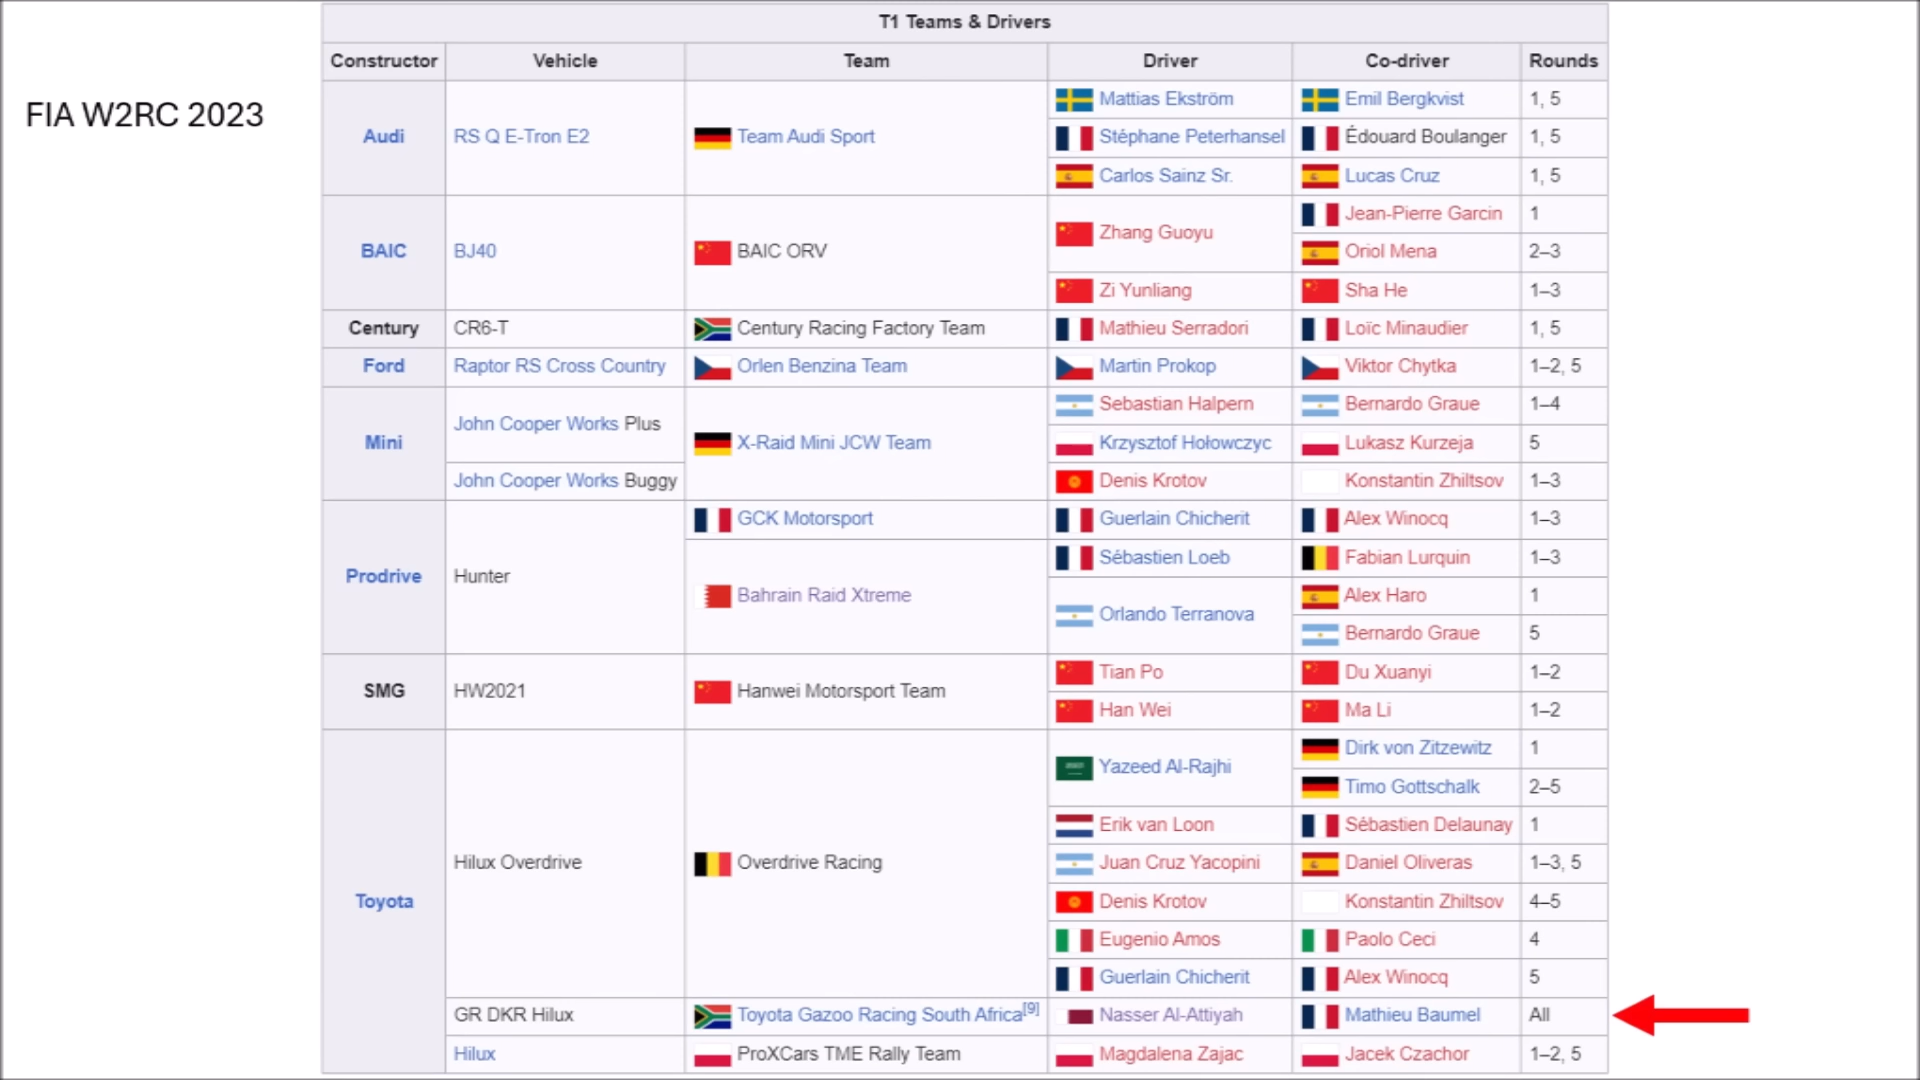 FIA W2RC 2023
T1 Teams & Drivers
Constructor Vehicle Team Driver Co-driver Rounds
Audi RS Q E-Tron E2 Team Audi Sport Mattias Ekström Emil Bergkvist 1, 5
Stéphane Peterhansel Édouard Boulanger 1, 5
Carlos Sainz Sr. Lucas Cruz 1, 5
BAIC BJ40 BAIC ORV Zhang Guoyu Jean-Pierre Garcin 1
Oriol Mena 2–3
Zi Yunliang Sha He 1–3
Century CR6-T Century Racing Factory Team Mathieu Serradori Loïc Minaudier 1, 5
Ford Raptor RS Cross Country Orlen Benzina Team Martin Prokop Viktor Chytka 1–2, 5
Mini John Cooper Works Plus X-Raid Mini JCW Team Sebastian Halpern Bernardo Graue 1–4
Krzysztof Hołowczyc Lukasz Kurzeja 5
John Cooper Works Buggy Denis Krotov Konstantin Zhiltsov 1–3
Prodrive Hunter GCK Motorsport Guerlain Chicherit Alex Winocq 1–3
Bahrain Raid Xtreme Sébastien Loeb Fabian Lurquin 1–3
Orlando Terranova Alex Haro 1
Bernardo Graue 5
SMG HW2021 Hanwei Motorsport Team Tian Po Du Xuanyi 1–2
Han Wei Ma Li 1–2
Toyota Hilux Overdrive Overdrive Racing Yazeed Al-Rajhi Dirk von Zitzewitz 1
Timo Gottschalk 2–5
Erik van Loon Sébastien Delaunay 1
Juan Cruz Yacopini Daniel Oliveras 1–3, 5
Denis Krotov Konstantin Zhiltsov 4–5
Eugenio Amos Paolo Ceci 4
Guerlain Chicherit Alex Winocq 5
GR DKR Hilux Toyota Gazoo Racing South Africa[9] Nasser Al-Attiyah Mathieu Baumel All
Hilux ProXCars TME Rally Team Magdalena Zajac Jacek Czachor 1–2, 5